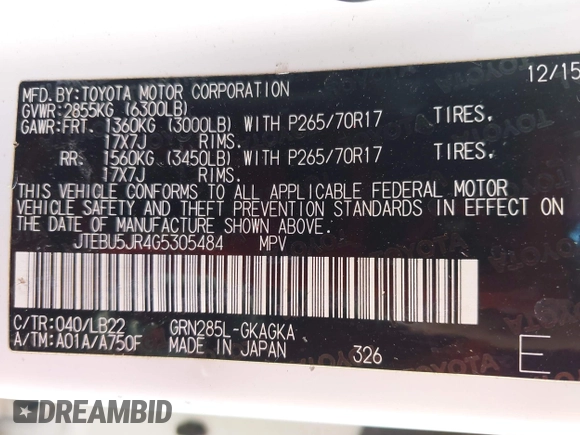 12/15
MFD. BY: TOYOTA MOTOR CORPORATION
GVWR: 2855KG (6300LB)
GAWR: FRT. 1360KG (3000LB) WITH P265/70R17 TIRES.
17X7J RIMS.
RR. 1560KG (3450LB) WITH P265/70R17 TIRES.
17X7J RIMS.
THIS VEHICLE CONFORMS TO ALL APPLICABLE FEDERAL MOTOR
VEHICLE SAFETY AND THEFT PREVENTION STANDARDS IN EFFECT ON
THE DATE OF MANUFACTURE SHOWN ABOVE.
JTEBU5JR4G5305484 MPV
C/TR: 040/LB22 GRN285L-GKAGKA
A/TM: A01A/A750F MADE IN JAPAN 326 E
DREAMBID